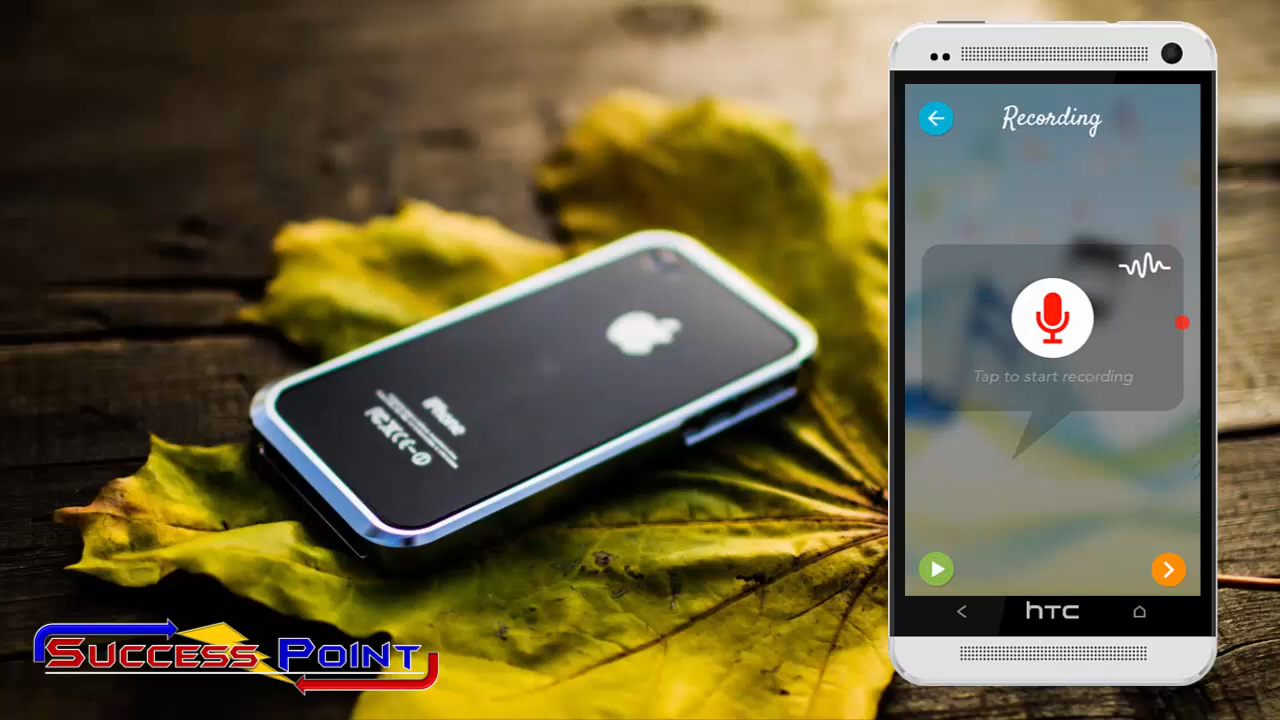 Recording
Tap to start recording
hTC
iPhone
SUCCESS POINT